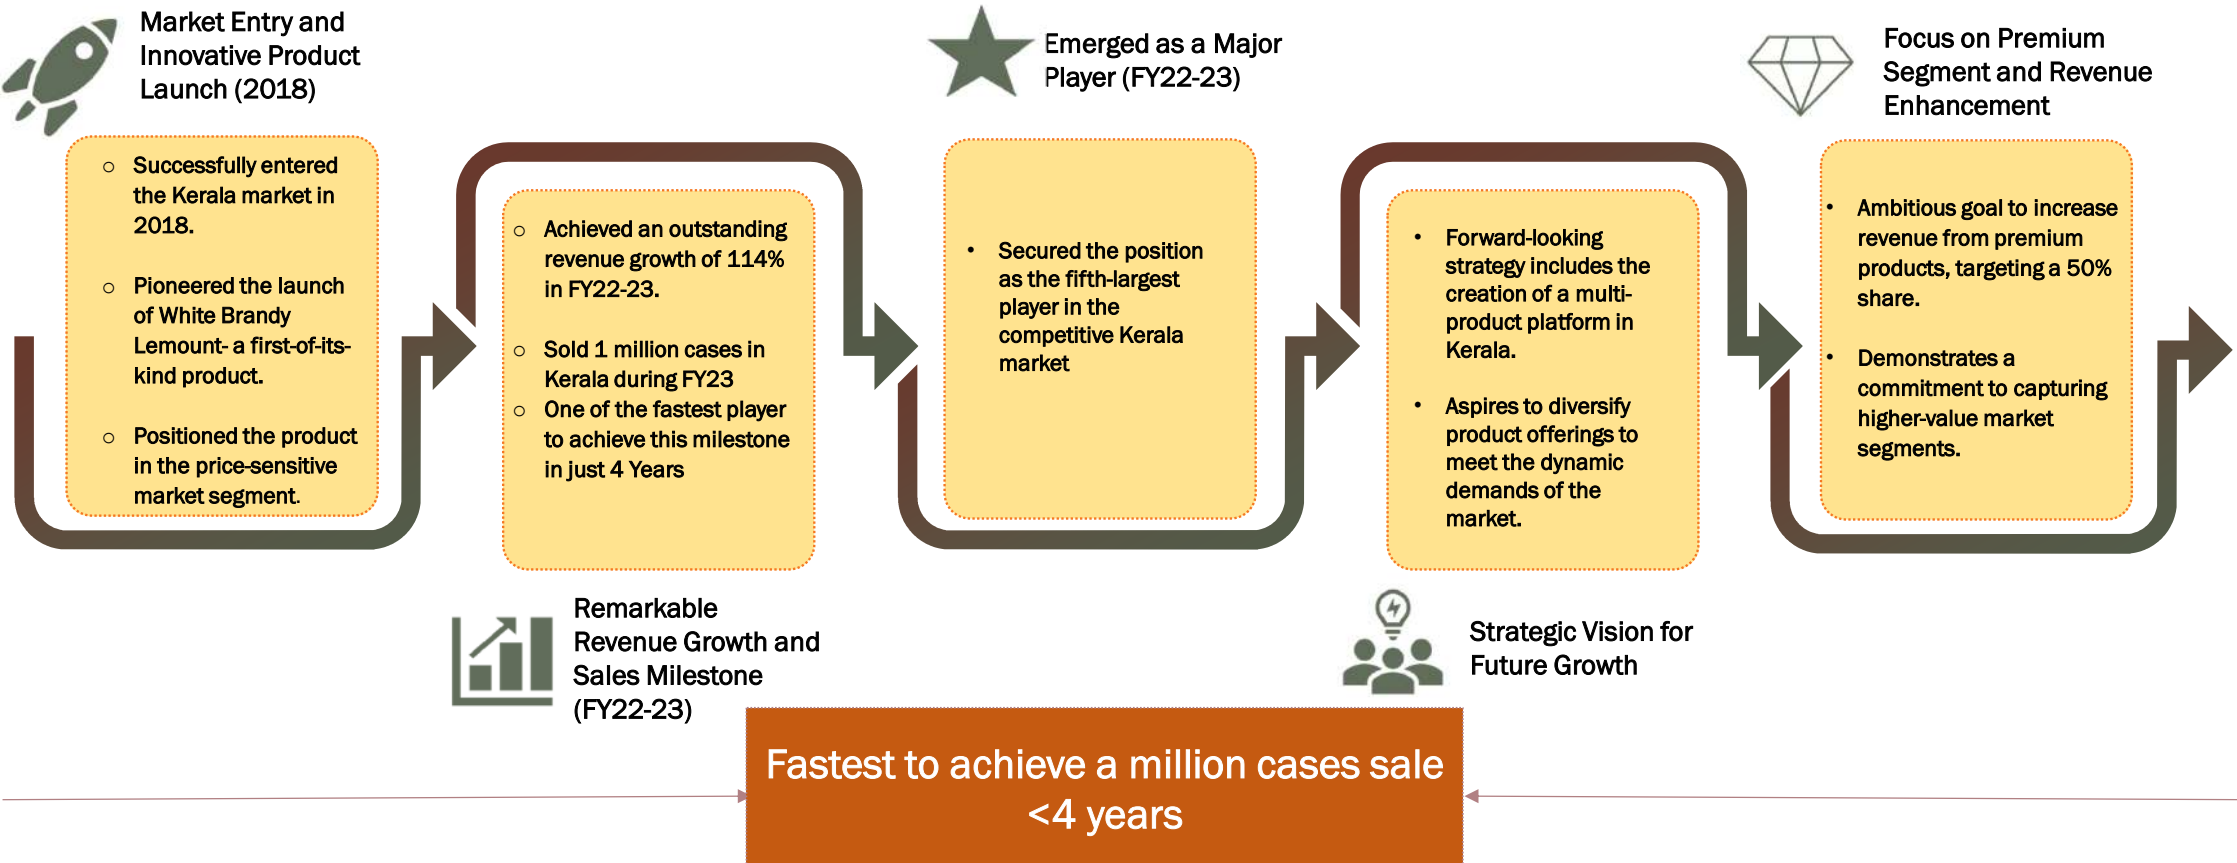 Market Entry and
Innovative Product
Launch (2018)
○ Successfully entered
the Kerala market in
2018.
○ Pioneered the launch
of White Brandy
Lemount- a first-of-its-
kind product.
○ Positioned the product
in the price-sensitive
market segment.
○ Achieved an outstanding
revenue growth of 114%
in FY22-23.
○ Sold 1 million cases in
Kerala during FY23
○ One of the fastest player
to achieve this milestone
in just 4 Years
Remarkable
Revenue Growth and
Sales Milestone
(FY22-23)
Emerged as a Major
Player (FY22-23)
• Secured the position
as the fifth-largest
player in the
competitive Kerala
market
• Forward-looking
strategy includes the
creation of a multi-
product platform in
Kerala.
• Aspires to diversify
product offerings to
meet the dynamic
demands of the
market.
Strategic Vision for
Future Growth
Focus on Premium
Segment and Revenue
Enhancement
• Ambitious goal to increase
revenue from premium
products, targeting a 50%
share.
• Demonstrates a
commitment to capturing
higher-value market
segments.
Fastest to achieve a million cases sale
<4 years